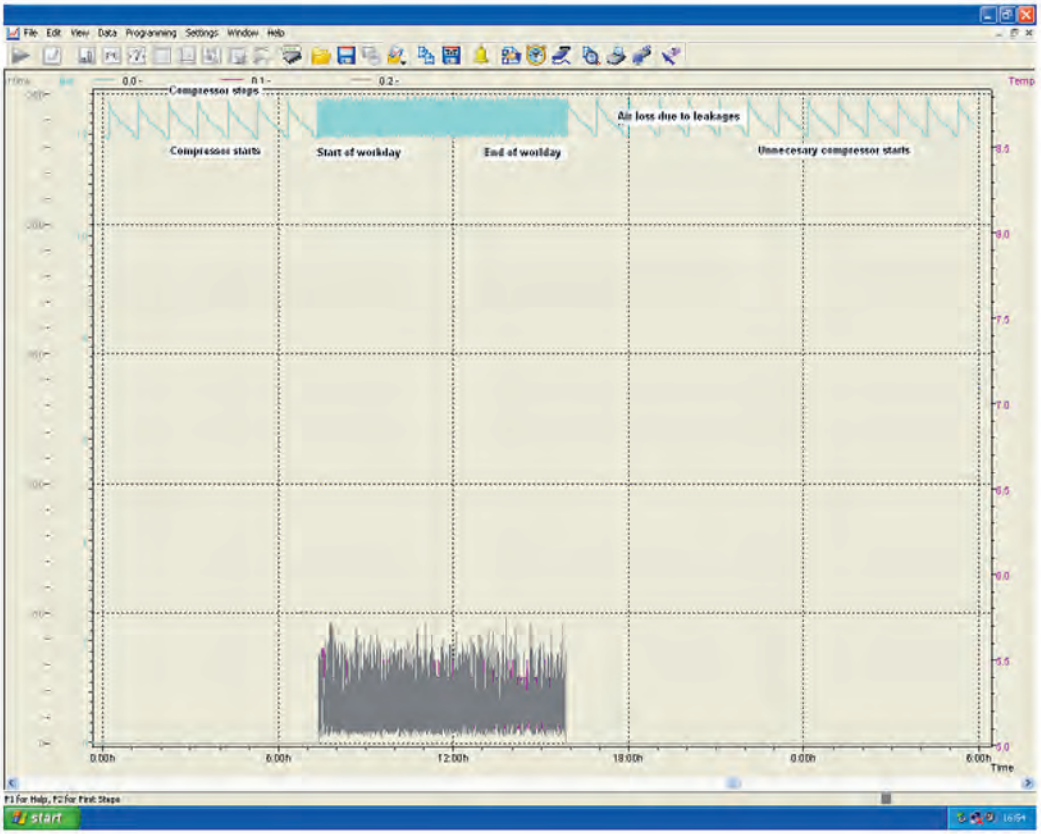 File Edit View Data Programming Settings Window Help
0.0 - 0.1 - 0.2 -
Temp
Compressor stops
Air loss due to leakages
Compressor starts
Start of workday
End of workday
Unnecesary compressor starts
8.5
8.0
7.5
7.0
6.5
6.0
5.5
5.0
0:00h 6:00h 12:00h 18:00h 0:00h 6:00h
Time
F1 for Help, F2 for First Steps
start
16:54